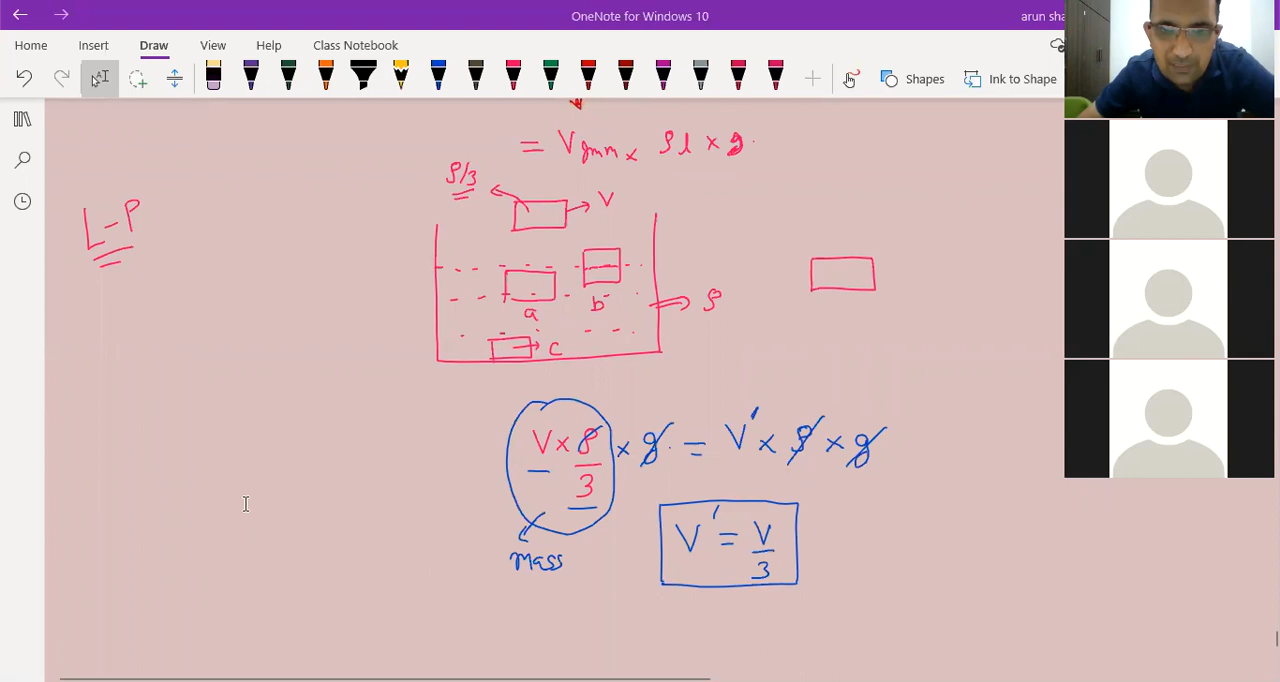 OneNote for Windows 10
arun sha
Home Insert Draw View Help Class Notebook
Shapes Ink to Shape
= Vimm × ρl × g
ρ/3
V
L-P
a
b
ρ
c
V × ρ/3 × g = V' × ρ × g
mass
V' = V/3